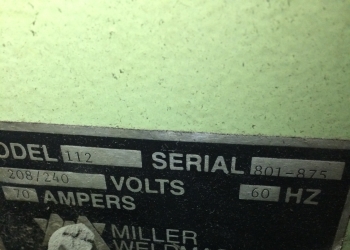 ODEL 112 SERIAL 801-875
208/240 VOLTS 60 HZ
70 AMPERS
MILLER